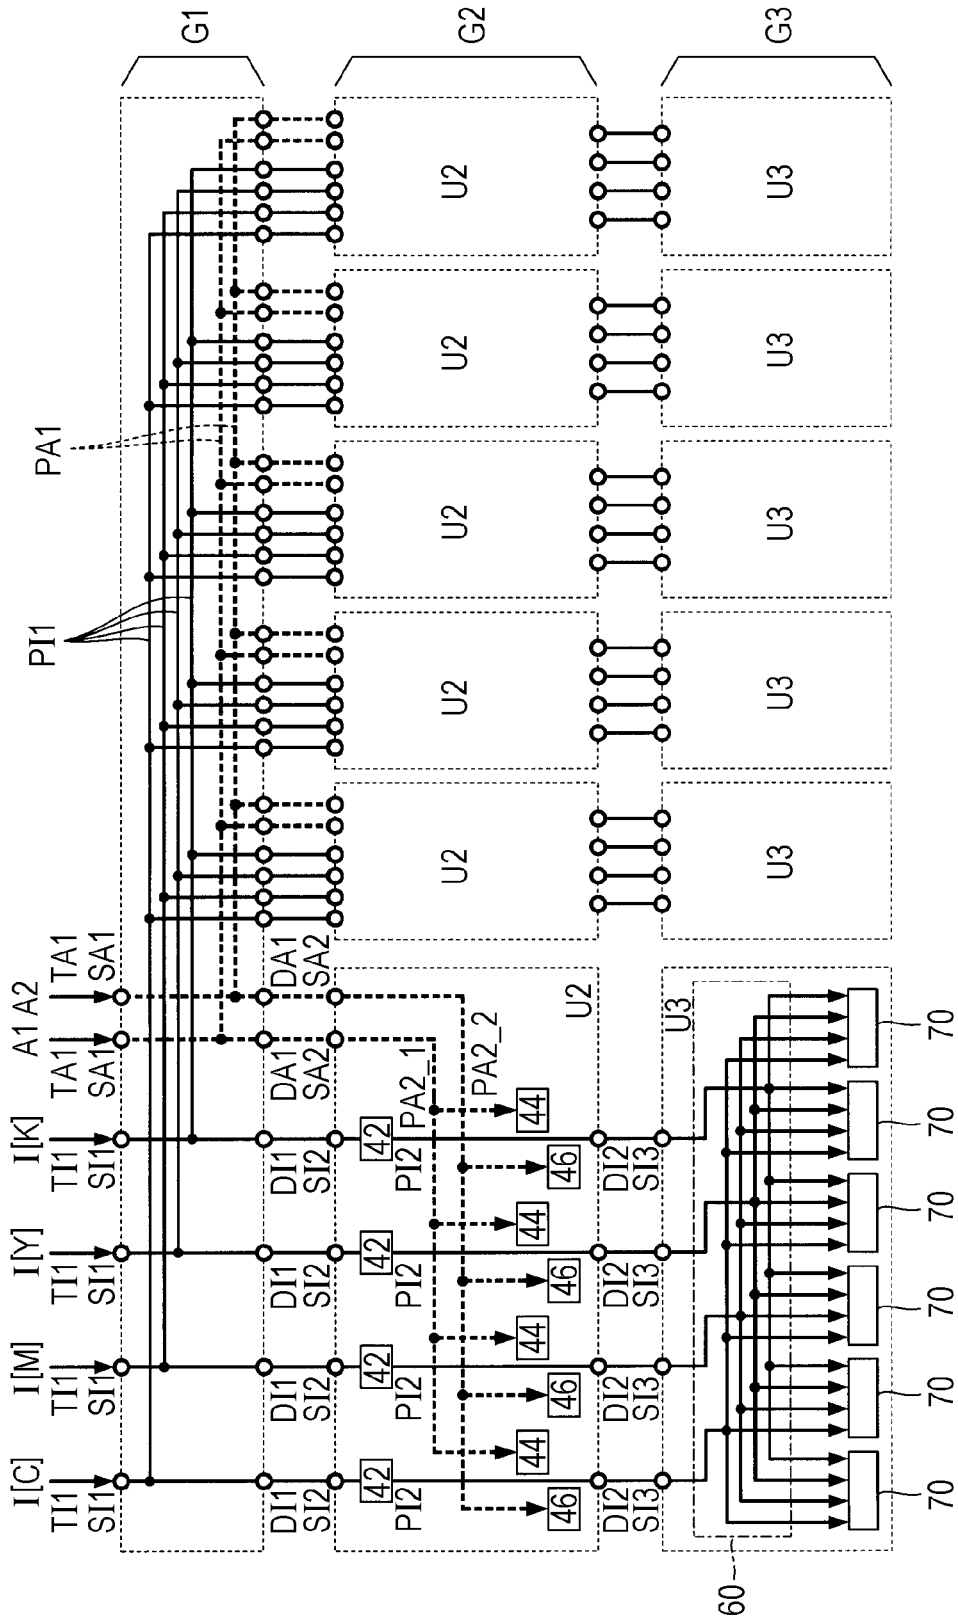 G1
G2
G3
PA1
PI1
U2
U2
U2
U2
U2
U3
U3
U3
U3
U3
A1 A2
TA1
SA1
TA1
SA1
I[K]
TI1
SI1
I[Y]
TI1
SI1
I[M]
TI1
SI1
I[C]
TI1
SI1
DA1
SA2
DA1
SA2
DI1
SI2
DI1
SI2
DI1
SI2
DI1
SI2
U2
PA2_1
PA2_2
42
PI2
42
PI2
42
PI2
42
PI2
44
44
44
44
46
46
46
46
DI2
SI3
DI2
SI3
DI2
SI3
DI2
SI3
U3
60
70
70
70
70
70
70